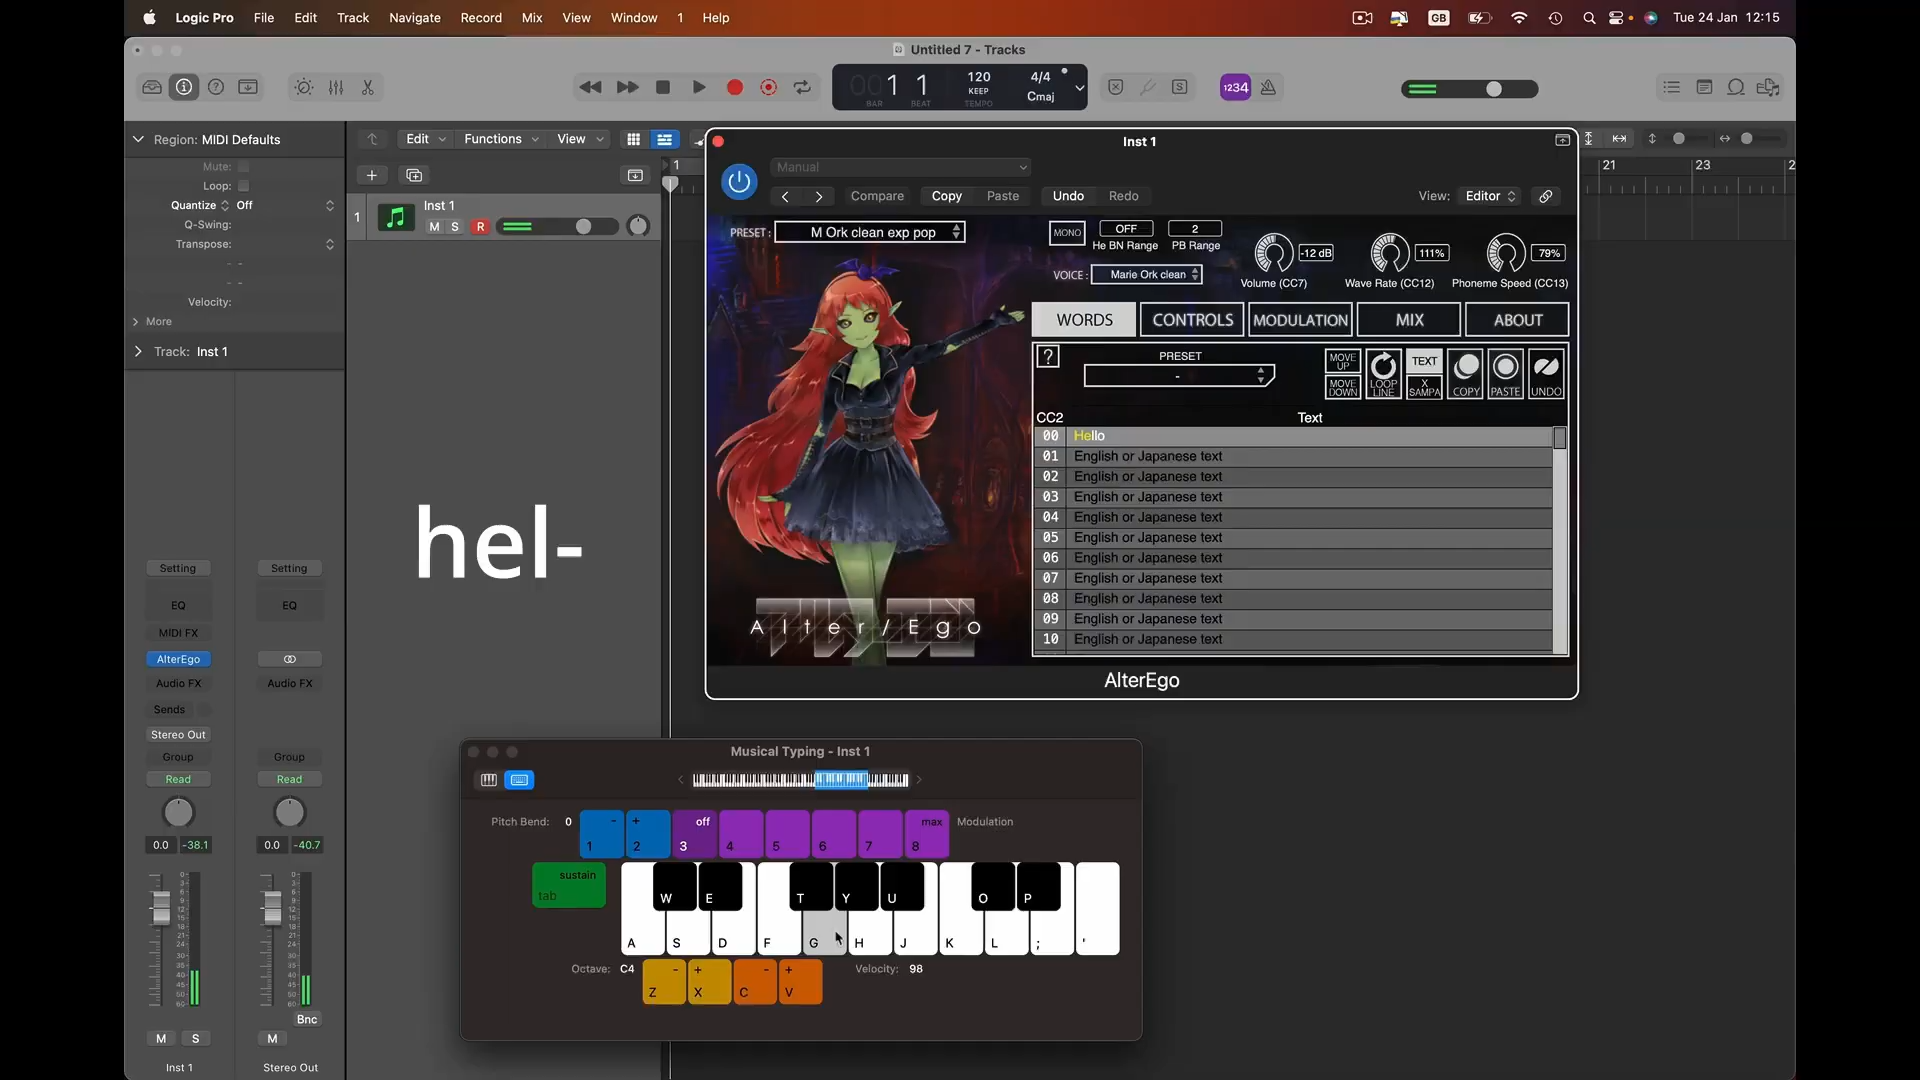 Logic Pro File Edit Track Navigate Record Mix View Window 1 Help
GB
Tue 24 Jan 12:15
Untitled 7 - Tracks
001 1
BAR BEAT
120
KEEP
TEMPO
4/4
Cmaj
1234
Region: MIDI Defaults
Mute:
Loop:
Quantize Off
Q-Swing:
Transpose:
Velocity:
More
Track: Inst 1
Edit Functions View
1 21 23 2
1
Inst 1
M S R
Inst 1
Manual
Compare Copy Paste Undo Redo
View: Editor
PRESET : M Ork clean exp pop
MONO
OFF
He BN Range
2
PB Range
VOICE : Marie Ork clean
-12 dB
Volume (CC7)
111%
Wave Rate (CC12)
79%
Phoneme Speed (CC13)
WORDS CONTROLS MODULATION MIX ABOUT
?
PRESET
-
MOVE UP
MOVE DOWN
LOOP LINE
TEXT
X SAMPA
COPY
PASTE
UNDO
CC2 Text
00 Hello
01 English or Japanese text
02 English or Japanese text
03 English or Japanese text
04 English or Japanese text
05 English or Japanese text
06 English or Japanese text
07 English or Japanese text
08 English or Japanese text
09 English or Japanese text
10 English or Japanese text
Alter/Ego
AlterEgo
hel-
Setting Setting
EQ EQ
MIDI FX
AlterEgo
Audio FX Audio FX
Sends
Stereo Out
Group Group
Read Read
0.0 -38.1 0.0 -40.7
Bnc
M S M
Inst 1 Stereo Out
Musical Typing - Inst 1
Pitch Bend: 0
- +
1 2
off max
3 4 5 6 7 8
Modulation
sustain
tab
W E T Y U O P
A S D F G H J K L ; '
Octave: C4
- + - +
Z X C V
Velocity: 98